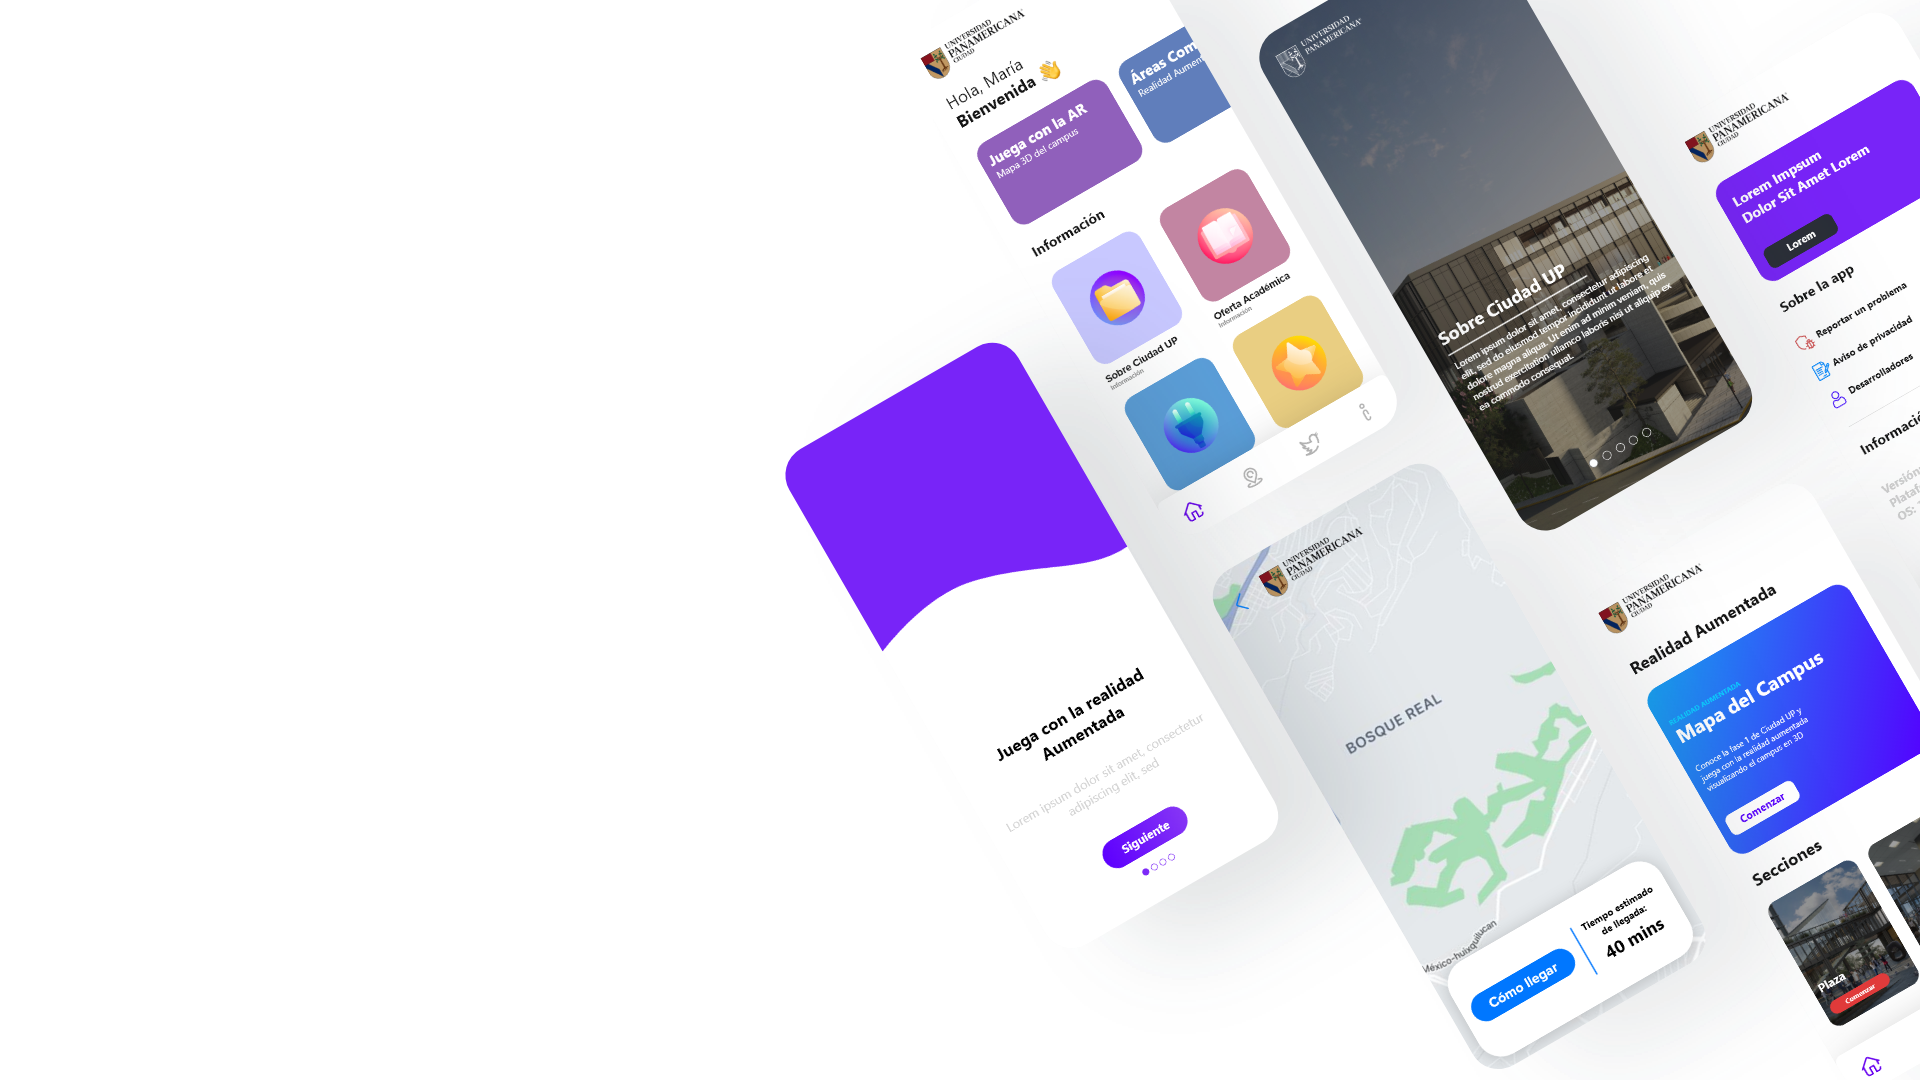 UNIVERSIDAD
PANAMERICANA
CIUDAD
Hola, María
Bienvenida
Juega con la AR
Mapa 3D del campus
Áreas Com
Realidad Aumen
Información
Sobre Ciudad UP
Información
Oferta Académica
Información
UNIVERSIDAD
PANAMERICANA
Sobre Ciudad UP
Lorem ipsum dolor sit amet, consectetur adipiscing
elit, sed do eiusmod tempor incididunt ut labore et
dolore magna aliqua. Ut enim ad minim veniam, quis
nostrud exercitation ullamco laboris nisi ut aliquip ex
ea commodo consequat.
UNIVERSIDAD
PANAMERICANA
CIUDAD
Lorem Impsum
Dolor Sit Amet Lorem
Lorem
Sobre la app
Reportar un problema
Aviso de privacidad
Desarrolladores
Informació
Versión
Plataf
OS:
Juega con la realidad
Aumentada
Lorem ipsum dolor sit amet, consectetur
adipiscing elit, sed
Siguiente
UNIVERSIDAD
PANAMERICANA
CIUDAD
BOSQUE REAL
México-huixquilucan
Cómo llegar
Tiempo estimado
de llegada:
40 mins
UNIVERSIDAD
PANAMERICANA
CIUDAD
Realidad Aumentada
REALIDAD AUMENTADA
Mapa del Campus
Conoce la fase 1 de Ciudad UP y
juega con la realidad aumentada
visualizando el campus en 3D
Comenzar
Secciones
Plaza
Comenzar